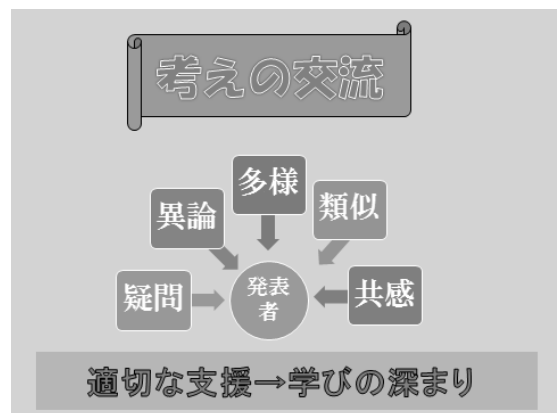 考えの交流
多様
異論
類似
疑問
発表
者
共感
適切な支援→学びの深まり